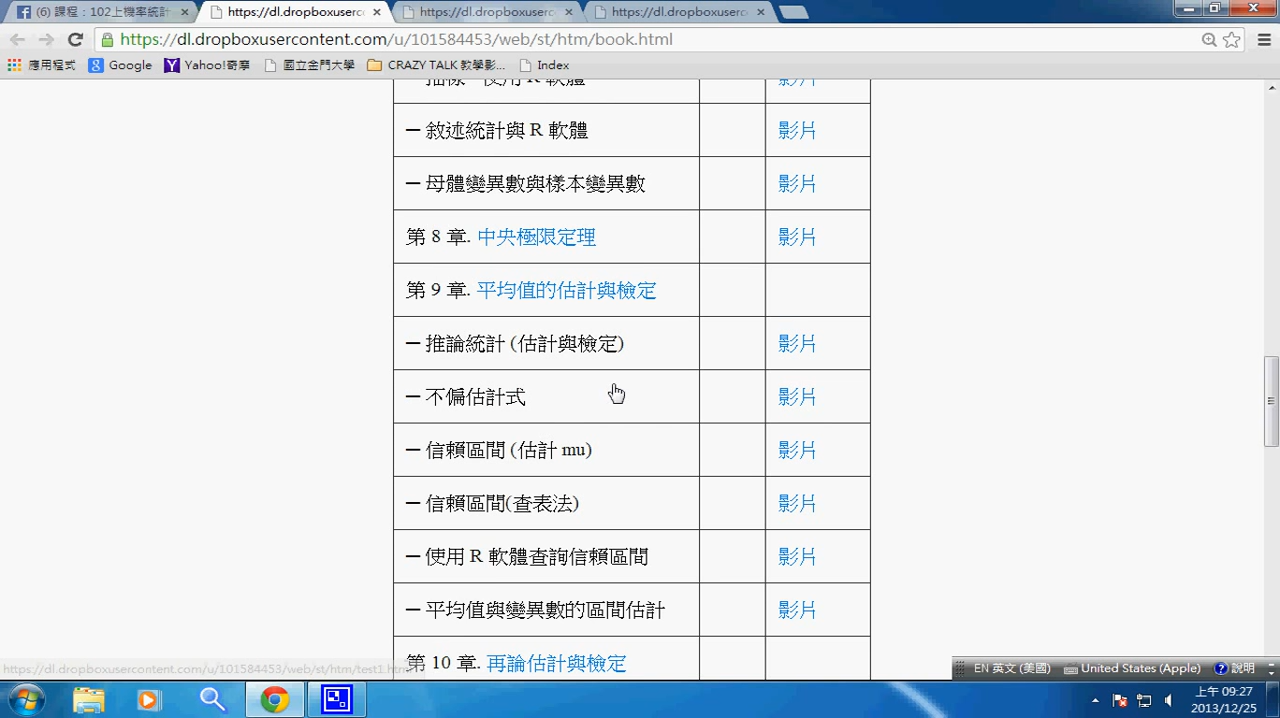 (6) 課程：102上機率統計
https://dl.dropboxuserc
https://dl.dropboxuserc
https://dl.dropboxuserc
https://dl.dropboxusercontent.com/u/101584453/web/st/htm/book.html
應用程式 Google Yahoo!奇摩 國立金門大學 CRAZY TALK 教學影... Index
─ 敘述統計與 R 軟體 影片
─ 母體變異數與樣本變異數 影片
第 8 章. 中央極限定理 影片
第 9 章. 平均值的估計與檢定
─ 推論統計 (估計與檢定) 影片
─ 不偏估計式 影片
─ 信賴區間 (估計 mu) 影片
─ 信賴區間(查表法) 影片
─ 使用 R 軟體查詢信賴區間 影片
─ 平均值與變異數的區間估計 影片
第 10 章. 再論估計與檢定
https://dl.dropboxusercontent.com/u/101584453/web/st/htm/test1.htm
EN 英文 (美國) United States (Apple) 說明
上午 09:27
2013/12/25